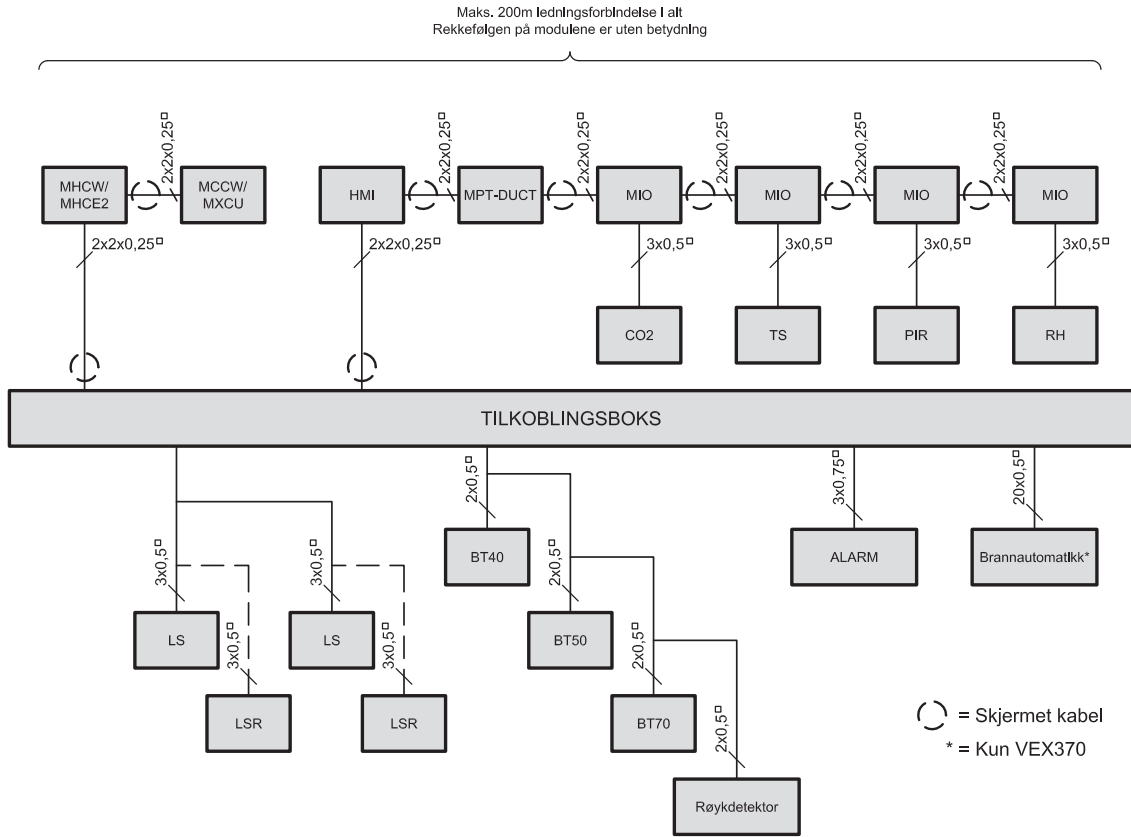 Maks. 200m ledningsforbindelse i alt
Rekkefølgen på modulene er uten betydning
2x2x0,25¤
2x2x0,25¤
2x2x0,25¤
2x2x0,25¤
2x2x0,25¤
2x2x0,25¤
MHCW/
MHCE2
MCCW/
MXCU
HMI
MPT-DUCT
MIO
MIO
MIO
MIO
2x2x0,25¤
2x2x0,25¤
3x0,5¤
3x0,5¤
3x0,5¤
3x0,5¤
CO2
TS
PIR
RH
TILKOBLINGSBOKS
2x0,5¤
3x0,75¤
20x0,5¤
BT40
ALARM
Brannautomatikk*
3x0,5¤
3x0,5¤
2x0,5¤
LS
LS
BT50
3x0,5¤
3x0,5¤
2x0,5¤
LSR
LSR
BT70
2x0,5¤
Røykdetektor
= Skjermet kabel
* = Kun VEX370